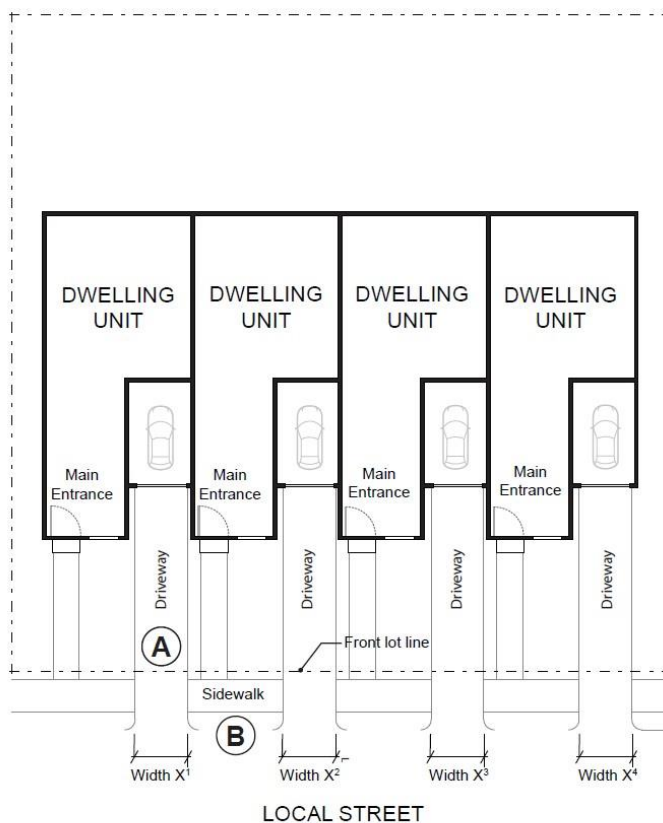 DWELLING
UNIT
DWELLING
UNIT
DWELLING
UNIT
DWELLING
UNIT
Main
Entrance
Main
Entrance
Main
Entrance
Main
Entrance
Driveway
Driveway
Driveway
Driveway
A
Front lot line
Sidewalk
B
Width X¹
Width X²
Width X³
Width X⁴
LOCAL STREET